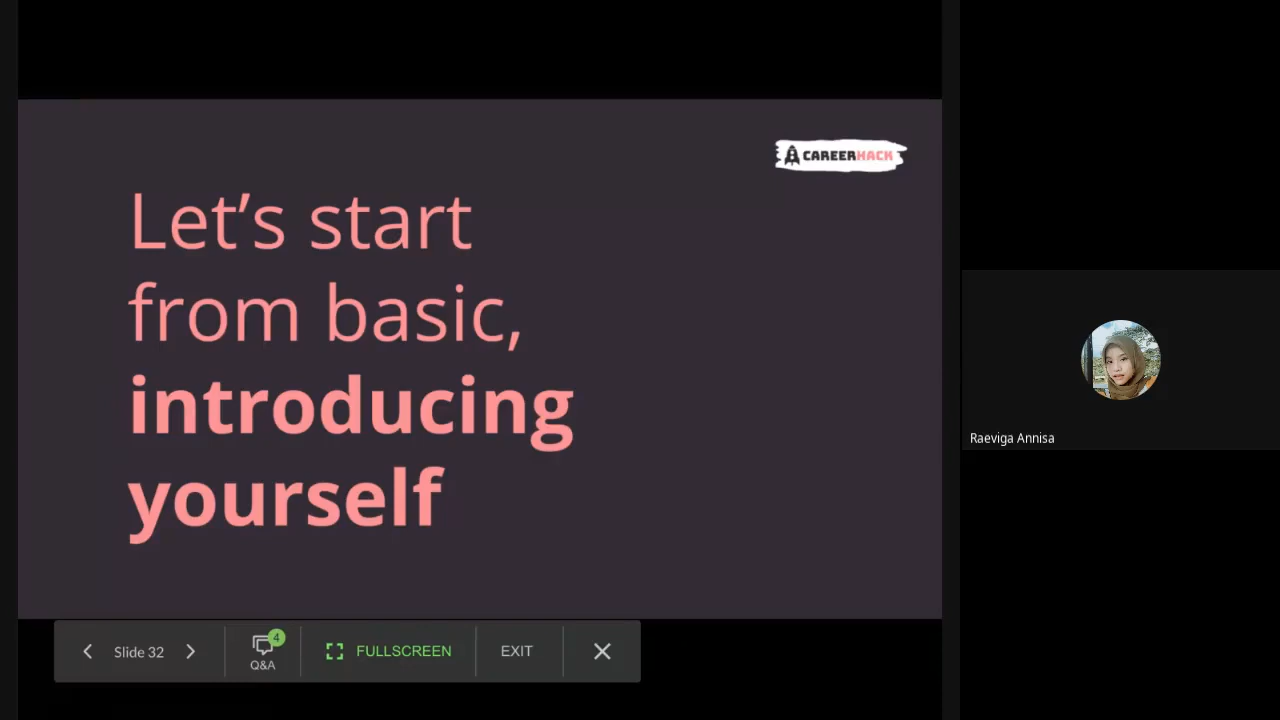 CAREERHACK
Let’s start
from basic,
introducing
yourself
Raeviga Annisa
Slide 32
4
Q&A
FULLSCREEN
EXIT